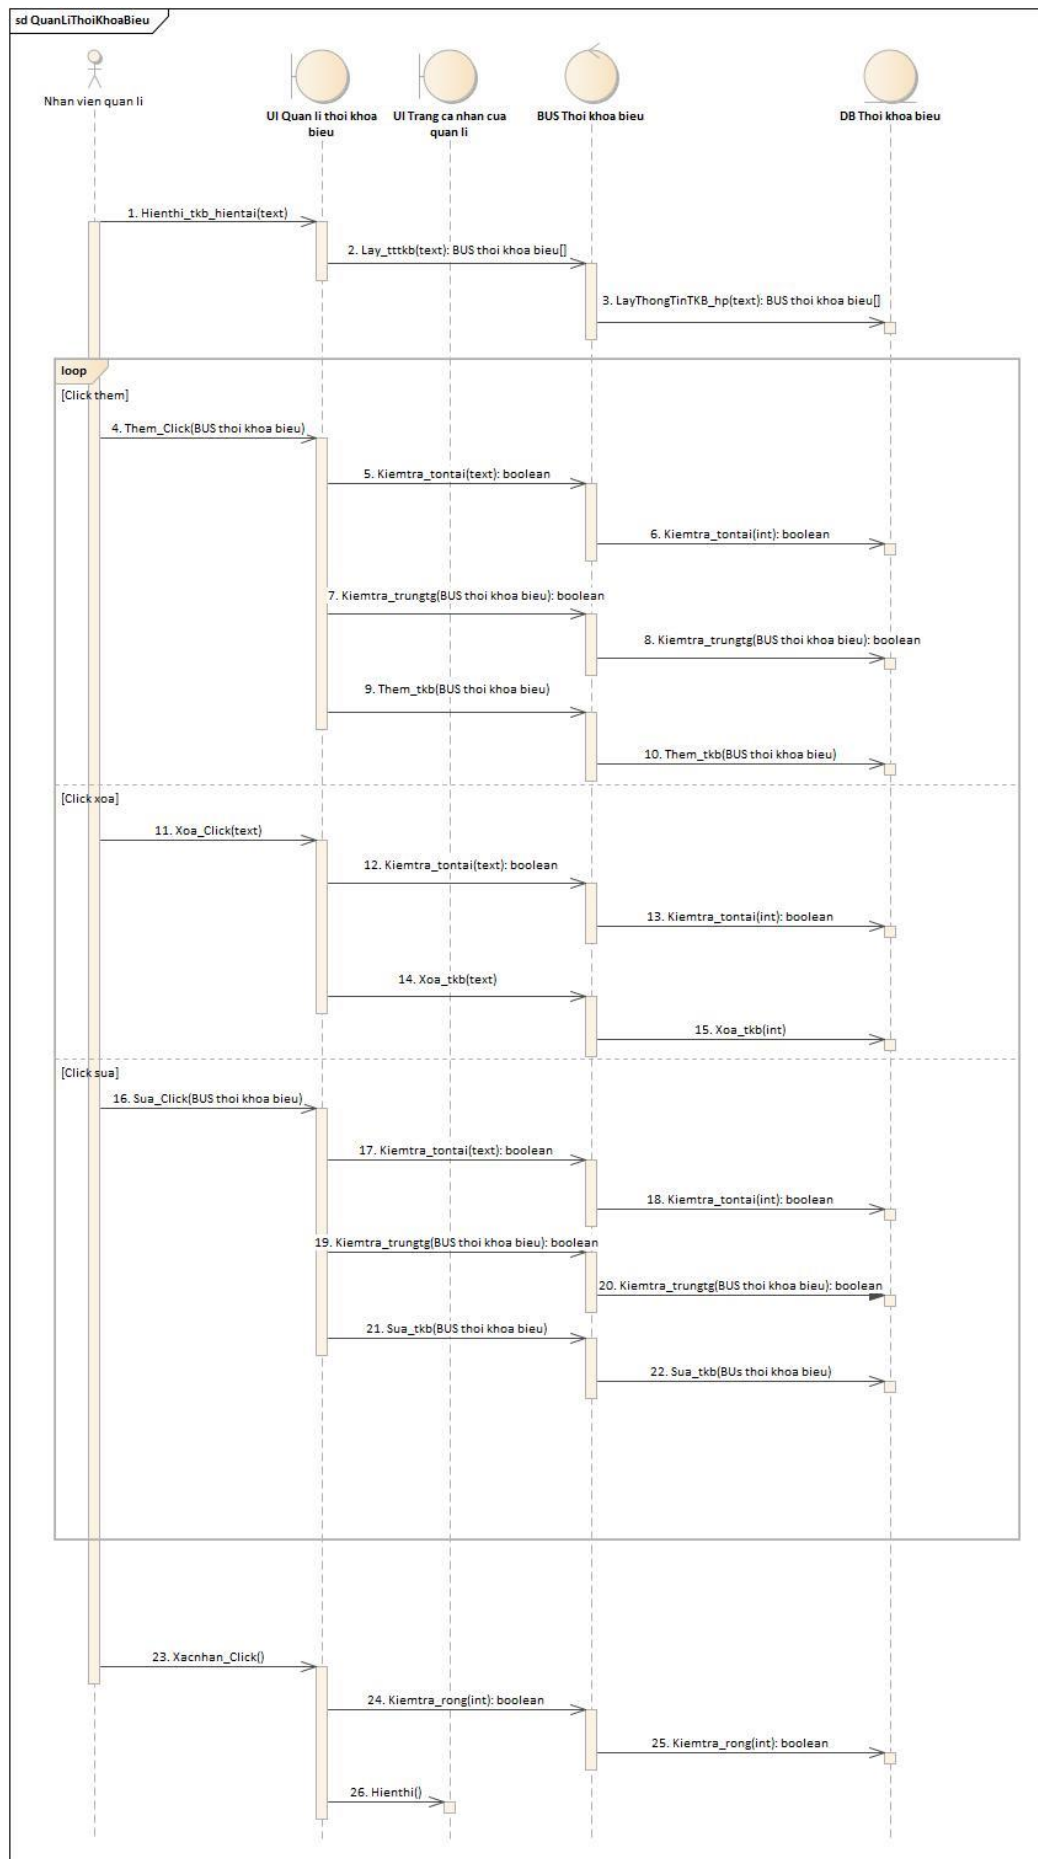 sd QuanLiThoiKhoaBieu
Nhan vien quan li
UI Quan li thoi khoa
bieu
UI Trang ca nhan cua
quan li
BUS Thoi khoa bieu
DB Thoi khoa bieu
1. Hienthi_tkb_hientai(text)
2. Lay_tttkb(text): BUS thoi khoa bieu[]
3. LayThongTinTKB_hp(text): BUS thoi khoa bieu[]
loop
[Click them]
4. Them_Click(BUS thoi khoa bieu)
5. Kiemtra_tontai(text): boolean
6. Kiemtra_tontai(int): boolean
7. Kiemtra_trungtg(BUS thoi khoa bieu): boolean
8. Kiemtra_trungtg(BUS thoi khoa bieu): boolean
9. Them_tkb(BUS thoi khoa bieu)
10. Them_tkb(BUS thoi khoa bieu)
[Click xoa]
11. Xoa_Click(text)
12. Kiemtra_tontai(text): boolean
13. Kiemtra_tontai(int): boolean
14. Xoa_tkb(text)
15. Xoa_tkb(int)
[Click sua]
16. Sua_Click(BUS thoi khoa bieu)
17. Kiemtra_tontai(text): boolean
18. Kiemtra_tontai(int): boolean
19. Kiemtra_trungtg(BUS thoi khoa bieu): boolean
20. Kiemtra_trungtg(BUS thoi khoa bieu): boolean
21. Sua_tkb(BUS thoi khoa bieu)
22. Sua_tkb(BUs thoi khoa bieu)
23. Xacnhan_Click()
24. Kiemtra_rong(int): boolean
25. Kiemtra_rong(int): boolean
26. Hienthi()